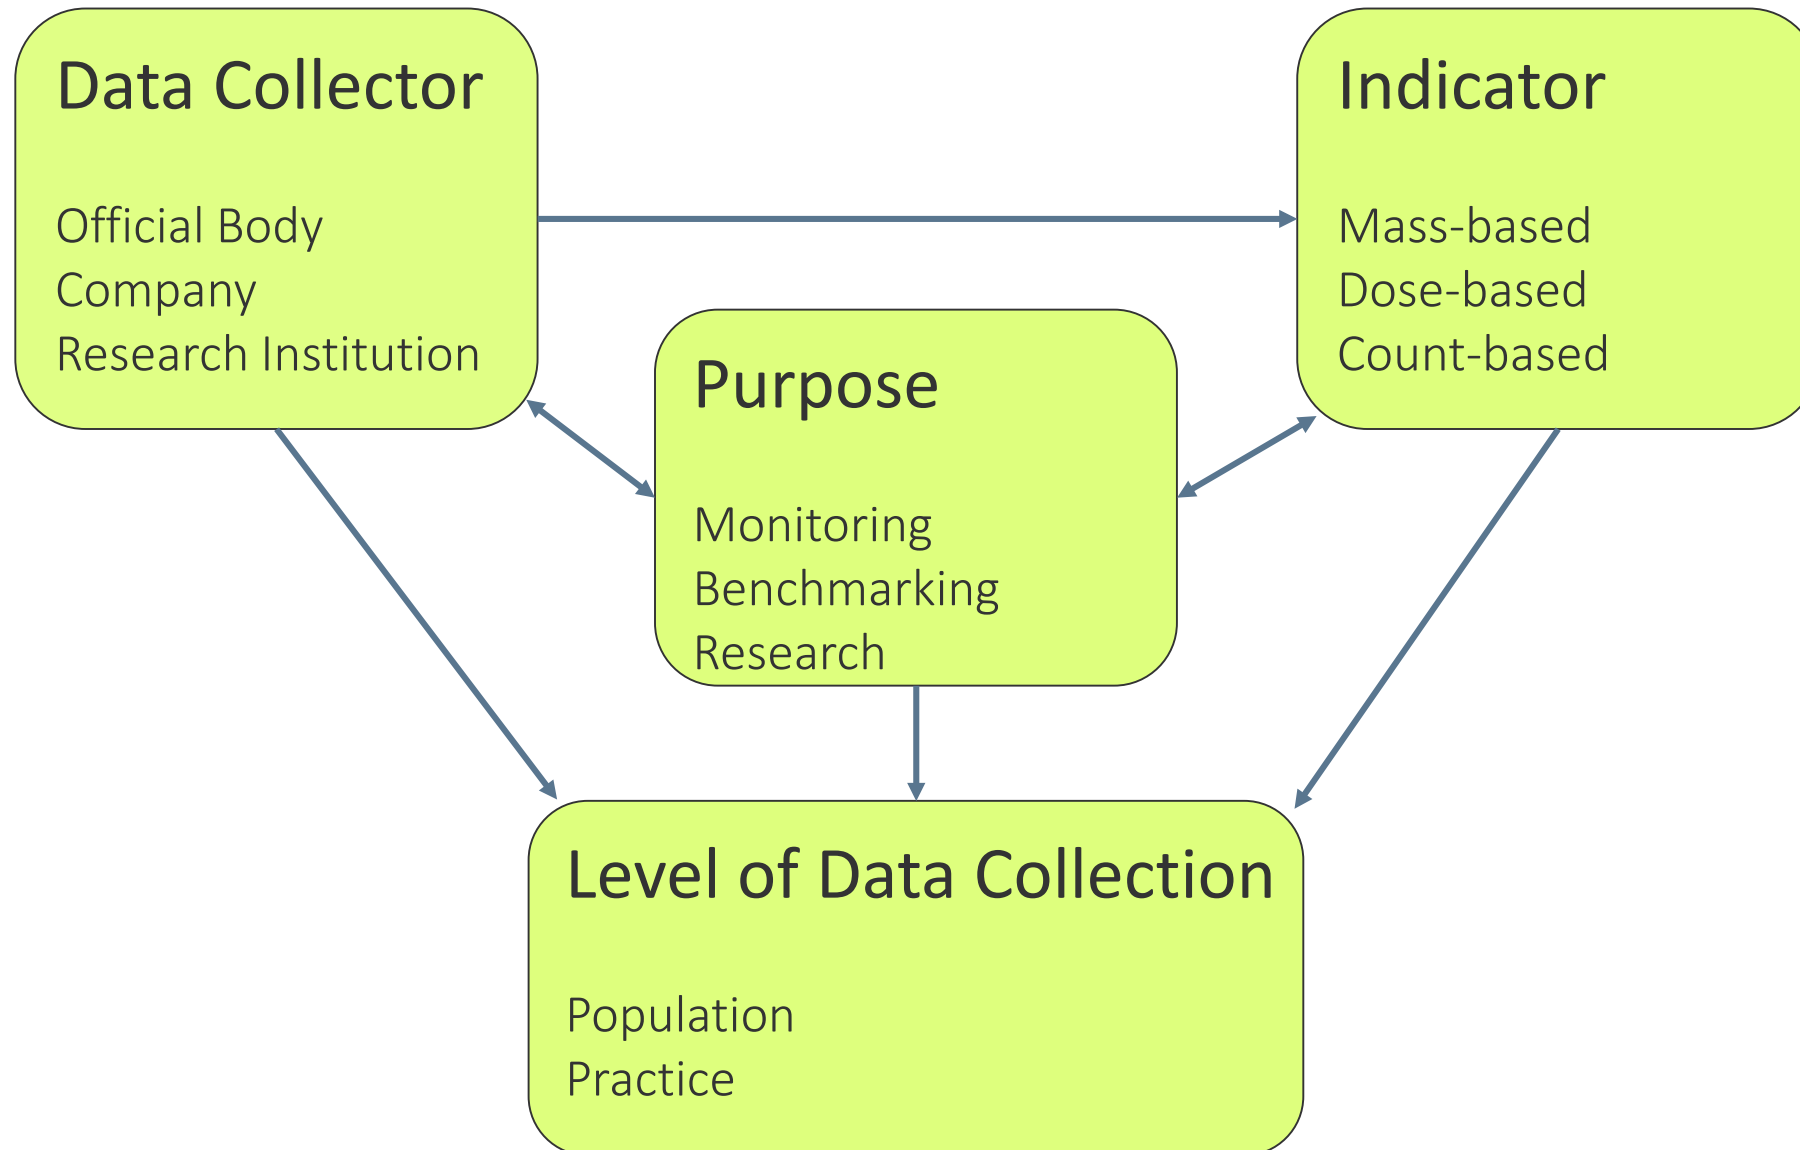 Data Collector
Official Body
Company
Research Institution
Indicator
Mass-based
Dose-based
Count-based
Purpose
Monitoring
Benchmarking
Research
Level of Data Collection
Population
Practice